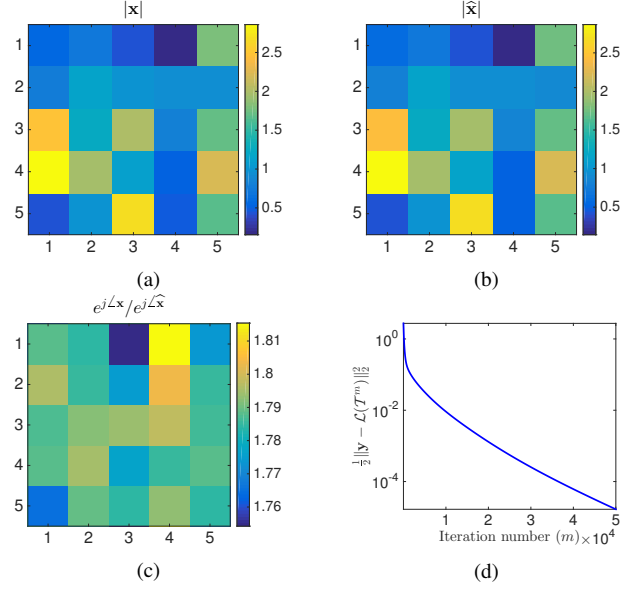 |x|
1
2
3
4
5
1 2 3 4 5
2.5
2
1.5
1
0.5
(a)
|x̂|
1
2
3
4
5
1 2 3 4 5
2.5
2
1.5
1
0.5
(b)
e^{j∠x}/e^{j∠x̂}
1
2
3
4
5
1 2 3 4 5
1.81
1.8
1.79
1.78
1.77
1.76
(c)
½||y − ℒ(𝒯^m)||₂²
10^0
10^-2
10^-4
1 2 3 4 5
Iteration number (m) ×10^4
(d)